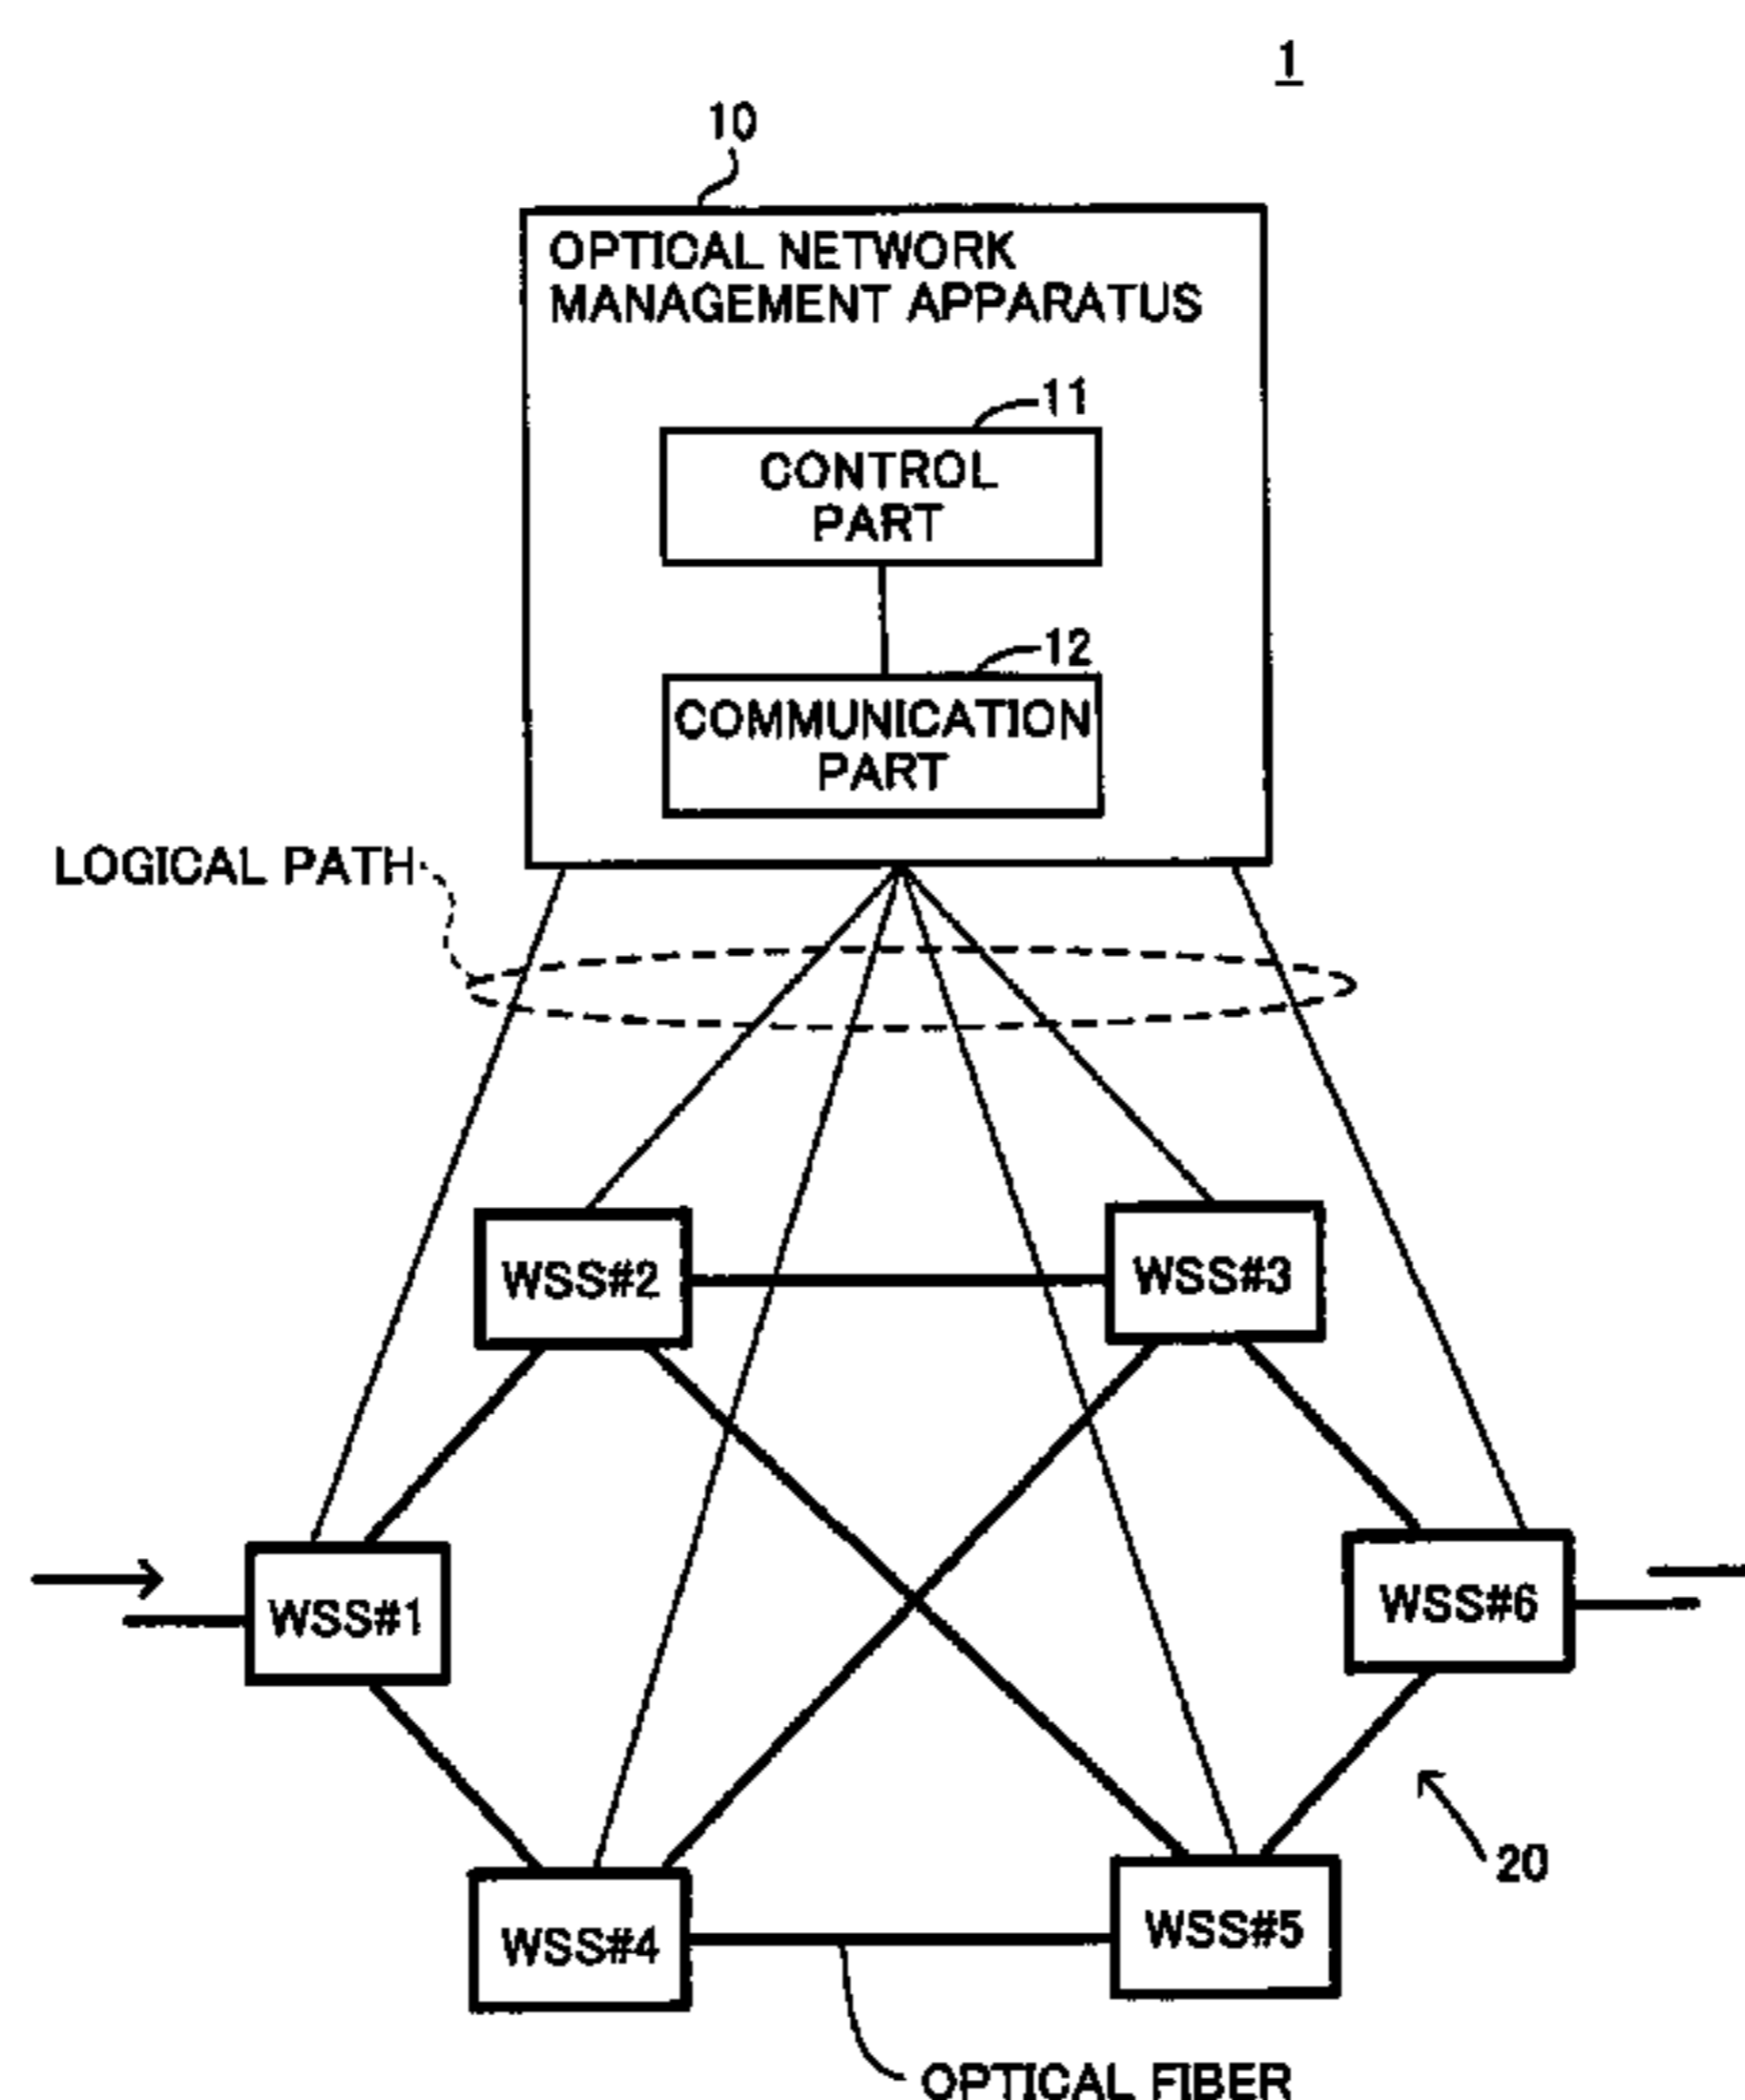 1
10
OPTICAL NETWORK
MANAGEMENT APPARATUS
11
CONTROL
PART
12
COMMUNICATION
PART
LOGICAL PATH
WSS#2
WSS#3
WSS#1
WSS#6
20
WSS#4
WSS#5
OPTICAL FIBER